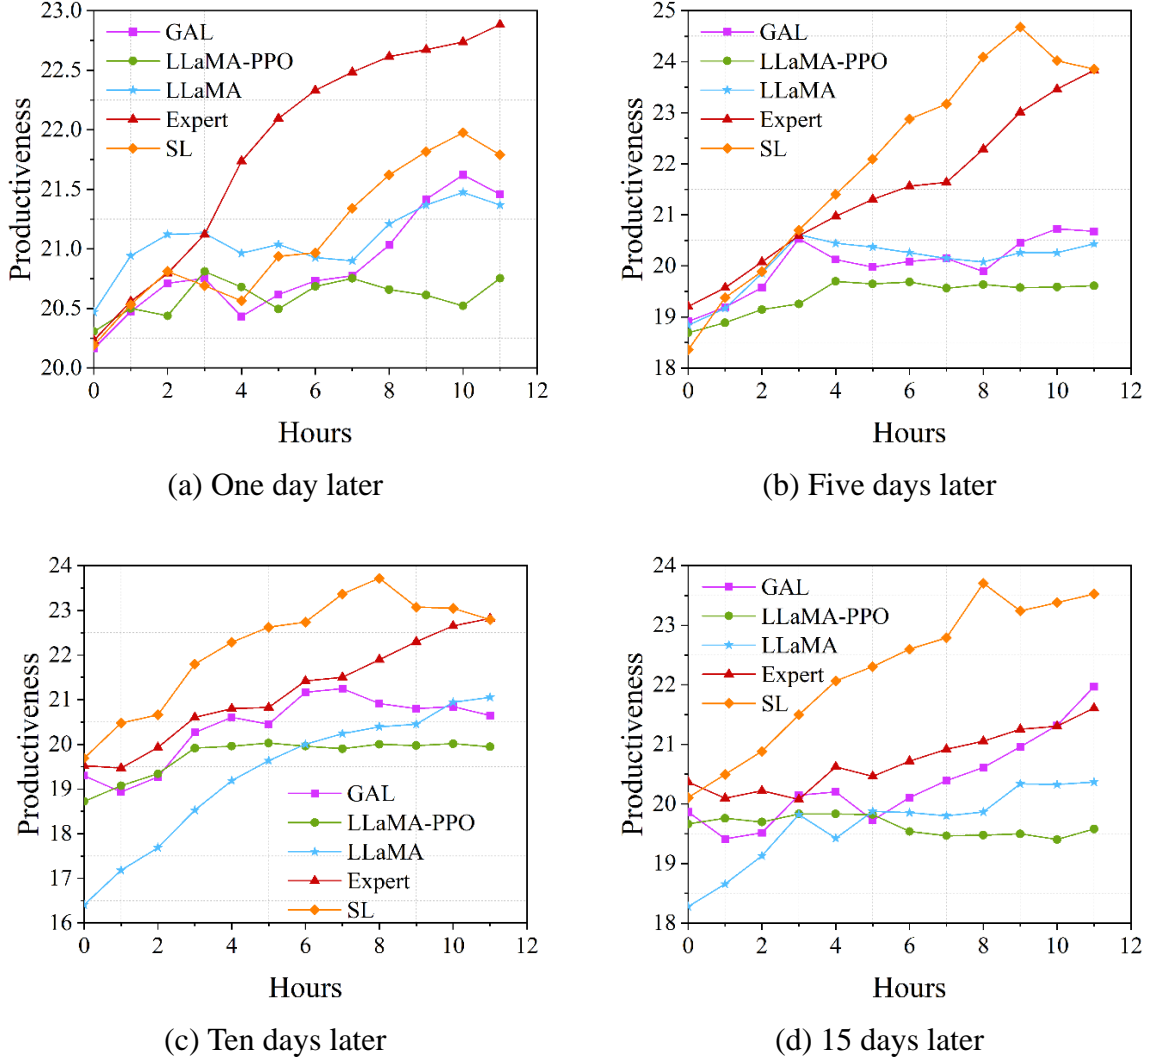 23.0
22.5
22.0
21.5
21.0
20.5
20.0
Productiveness
GAL
LLaMA-PPO
LLaMA
Expert
SL
0 2 4 6 8 10 12
Hours
(a) One day later
25
24
23
22
21
20
19
18
Productiveness
GAL
LLaMA-PPO
LLaMA
Expert
SL
0 2 4 6 8 10 12
Hours
(b) Five days later
24
23
22
21
20
19
18
17
16
Productiveness
GAL
LLaMA-PPO
LLaMA
Expert
SL
0 2 4 6 8 10 12
Hours
(c) Ten days later
24
23
22
21
20
19
18
Productiveness
GAL
LLaMA-PPO
LLaMA
Expert
SL
0 2 4 6 8 10 12
Hours
(d) 15 days later